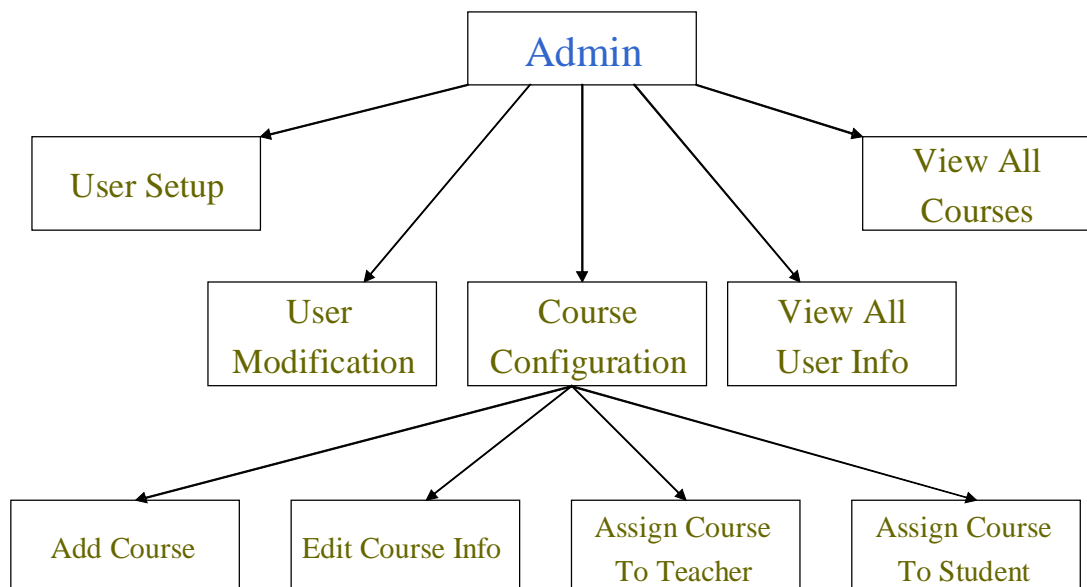 Admin
User Setup
View All
Courses
User
Modification
Course
Configuration
View All
User Info
Add Course
Edit Course Info
Assign Course
To Teacher
Assign Course
To Student